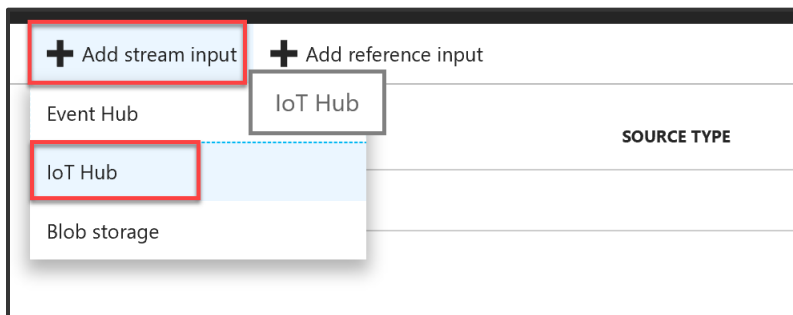 Add stream input
Add reference input
Event Hub
IoT Hub
SOURCE TYPE
IoT Hub
Blob storage